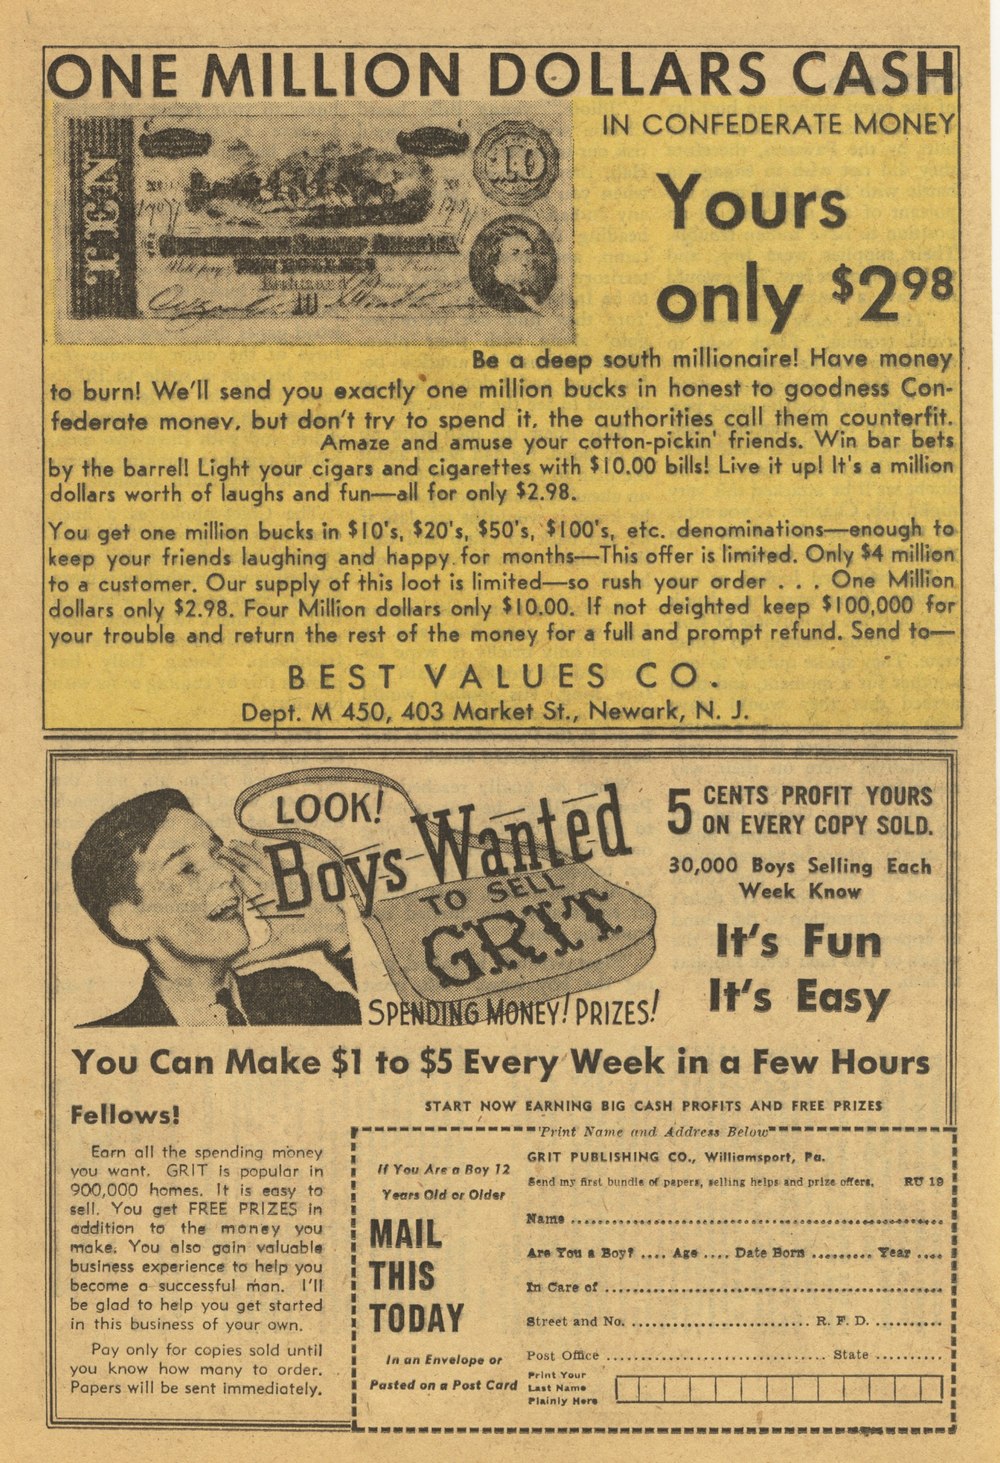 ONE MILLION DOLLARS CASH
IN CONFEDERATE MONEY
TEN
10
Yours
only $2.98
Be a deep south millionaire! Have money
to burn! We'll send you exactly one million bucks in honest to goodness Con-
federate money, but don't try to spend it, the authorities call them counterfit.
Amaze and amuse your cotton-pickin' friends. Win bar bets
by the barrel! Light your cigars and cigarettes with $10.00 bills! Live it up! It's a million
dollars worth of laughs and fun—all for only $2.98.
You get one million bucks in $10's, $20's, $50's, $100's, etc. denominations—enough to
keep your friends laughing and happy for months—This offer is limited. Only $4 million
to a customer. Our supply of this loot is limited—so rush your order . . . One Million
dollars only $2.98. Four Million dollars only $10.00. If not deighted keep $100,000 for
your trouble and return the rest of the money for a full and prompt refund. Send to—
BEST VALUES CO.
Dept. M 450, 403 Market St., Newark, N. J.
LOOK!
Boys Wanted
TO SELL
GRIT
SPENDING MONEY! PRIZES!
5 CENTS PROFIT YOURS
ON EVERY COPY SOLD.
30,000 Boys Selling Each
Week Know
It's Fun
It's Easy
You Can Make $1 to $5 Every Week in a Few Hours
Fellows!
Earn all the spending money
you want. GRIT is popular in
900,000 homes. It is easy to
sell. You get FREE PRIZES in
addition to the money you
make. You also gain valuable
business experience to help you
become a successful man. I'll
be glad to help you get started
in this business of your own.
Pay only for copies sold until
you know how many to order.
Papers will be sent immediately.
START NOW EARNING BIG CASH PROFITS AND FREE PRIZES
Print Name and Address Below
If You Are a Boy 12
Years Old or Older
MAIL
THIS
TODAY
In an Envelope or
Pasted on a Post Card
GRIT PUBLISHING CO., Williamsport, Pa.
Send my first bundle of papers, selling helps and prize offers. RU 19
Name
Are You a Boy? .... Age .... Date Born ......... Year ....
In Care of
Street and No. ............................ R. F. D. ..........
Post Office ................................. State ..........
Print Your
Last Name
Plainly Here